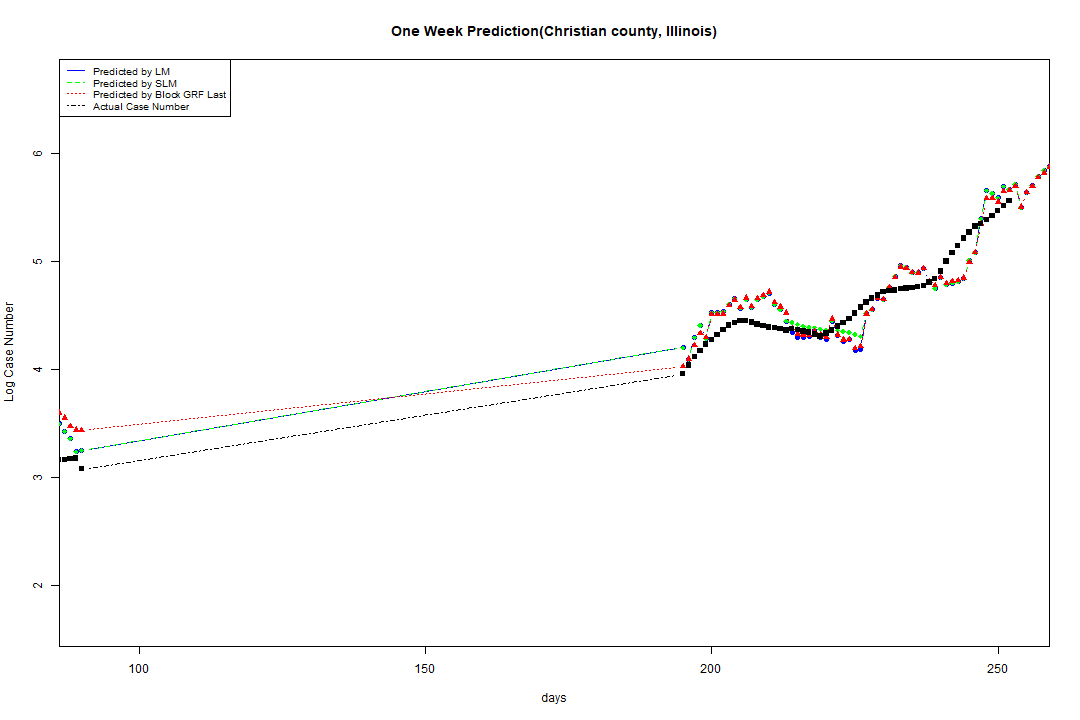 One Week Prediction(Christian county, Illinois)
Predicted by LM
Predicted by SLM
Predicted by Block GRF Last
Actual Case Number
6
5
4
3
2
Log Case Number
100 150 200 250
days